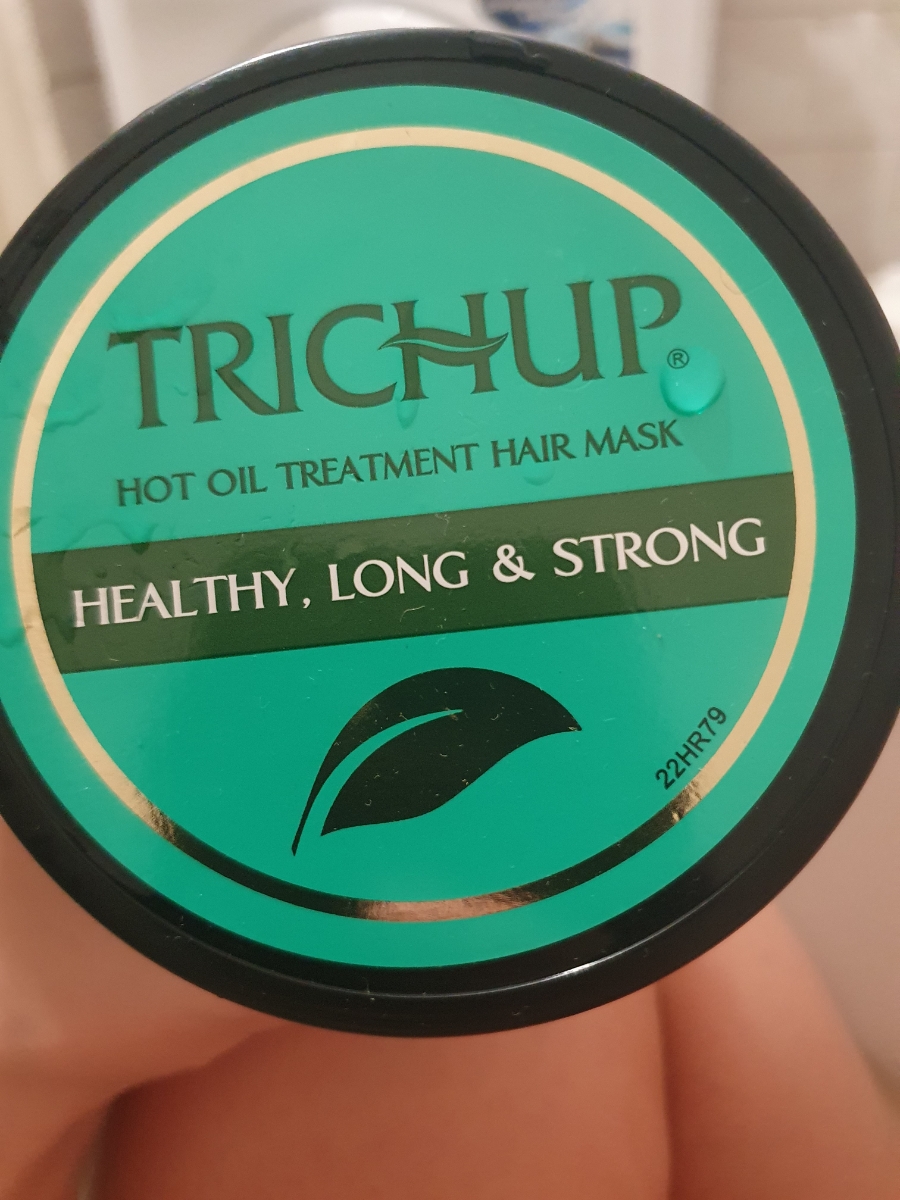 TRICHUP®
HOT OIL TREATMENT HAIR MASK
HEALTHY, LONG & STRONG
22HR79